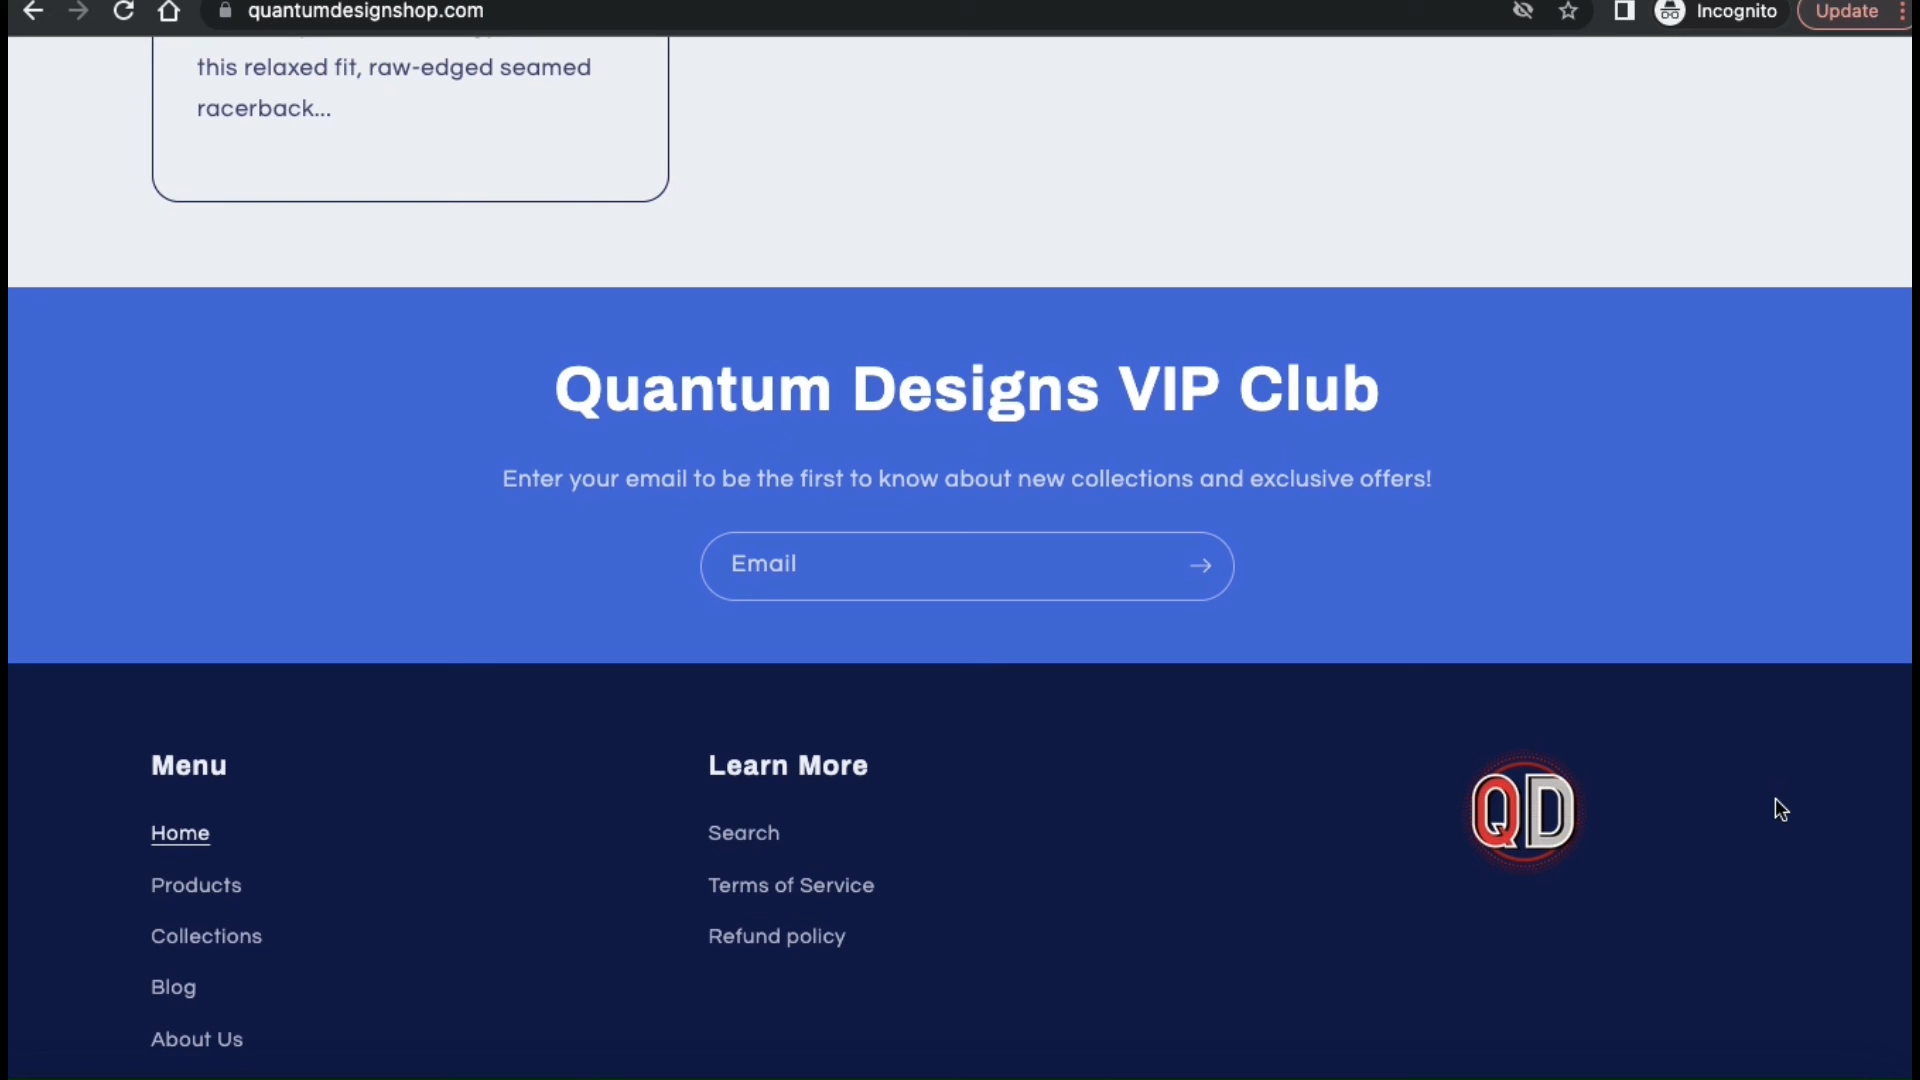 quantumdesignshop.com
Incognito
Update
this relaxed fit, raw-edged seamed
racerback...
Quantum Designs VIP Club
Enter your email to be the first to know about new collections and exclusive offers!
Email
Menu
Home
Products
Collections
Blog
About Us
Learn More
Search
Terms of Service
Refund policy
QD